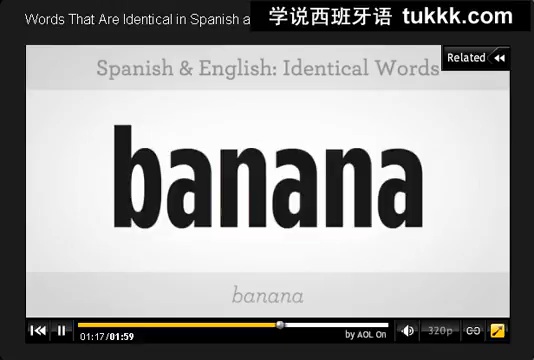 Words That Are Identical in Spanish a
学说西班牙语 tukkk.com
Related
Spanish & English: Identical Words
banana
banana
01:17/01:59
by AOL On
320p